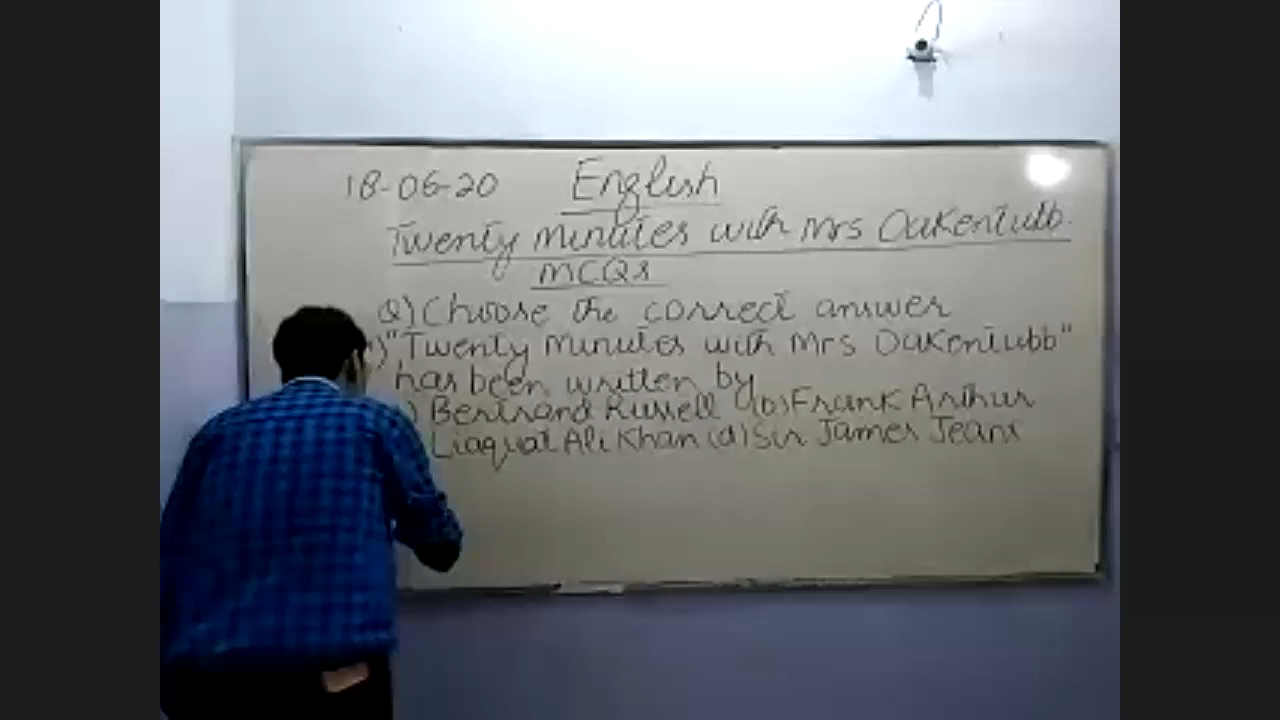 18-06-20 English
Twenty minutes with Mrs Oakentubb.
MCQs
Q) Choose the correct answer
) "Twenty Minutes with Mrs Oakentubb"
has been written by
) Bertrand Russell (b) Frank Arthur
Liaquat Ali Khan (d) Sir James Jeans